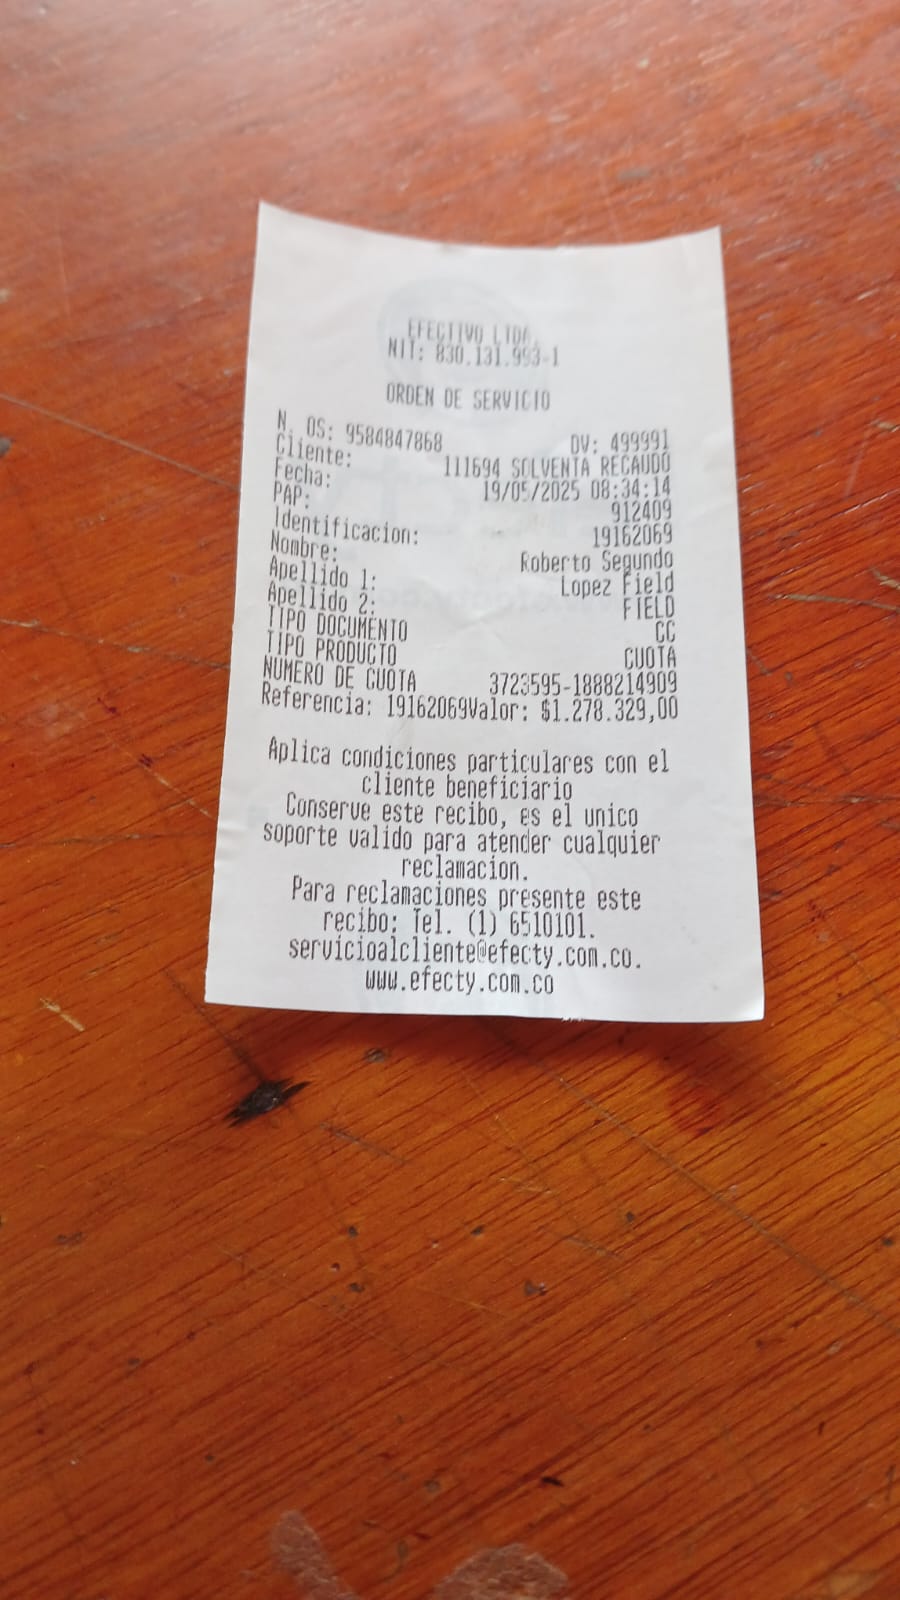 EFECTIVO LTDA.
NIT: 830.131.993-1
ORDEN DE SERVICIO
N. OS: 9584847868 DV: 499991
Cliente: 111694 SOLVENTA RECAUDO
Fecha: 19/05/2025 08:34:14
PAP: 912409
Identificacion: 19162069
Nombre: Roberto Segundo
Apellido 1: Lopez Field
Apellido 2: FIELD
TIPO DOCUMENTO CC
TIPO PRODUCTO CUOTA
NUMERO DE CUOTA 3723595-1888214909
Referencia: 19162069Valor: $1.278.329,00
Aplica condiciones particulares con el
cliente beneficiario
Conserve este recibo, es el unico
soporte valido para atender cualquier
reclamacion.
Para reclamaciones presente este
recibo: Tel. (1) 6510101.
servicioalcliente@efecty.com.co.
www.efecty.com.co